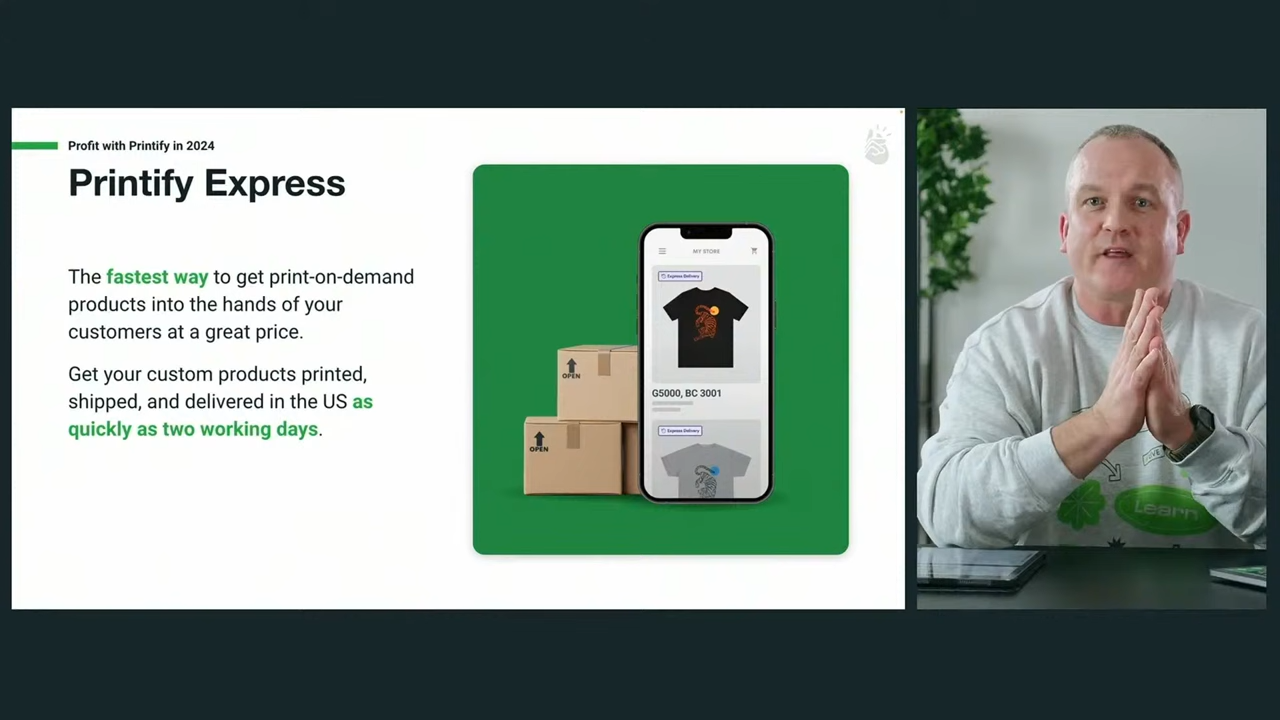 Profit with Printify in 2024
Printify Express
The fastest way to get print-on-demand
products into the hands of your
customers at a great price.
Get your custom products printed,
shipped, and delivered in the US as
quickly as two working days.
MY STORE
Express Delivery
G5000, BC 3001
Express Delivery
OPEN
OPEN
Learn